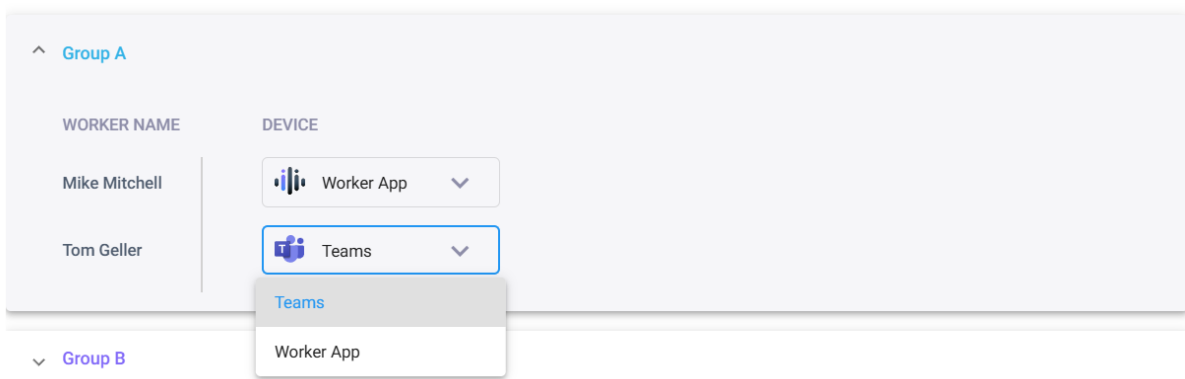 Group A
WORKER NAME DEVICE
Mike Mitchell Worker App
Tom Geller Teams
Teams
Worker App
Group B